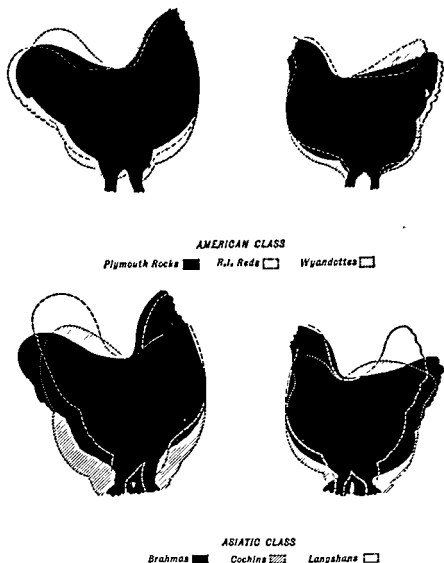 AMERICAN CLASS
Plymouth Rocks R.I. Reds Wyandottes
ASIATIC CLASS
Brahmas Cochins Langshans